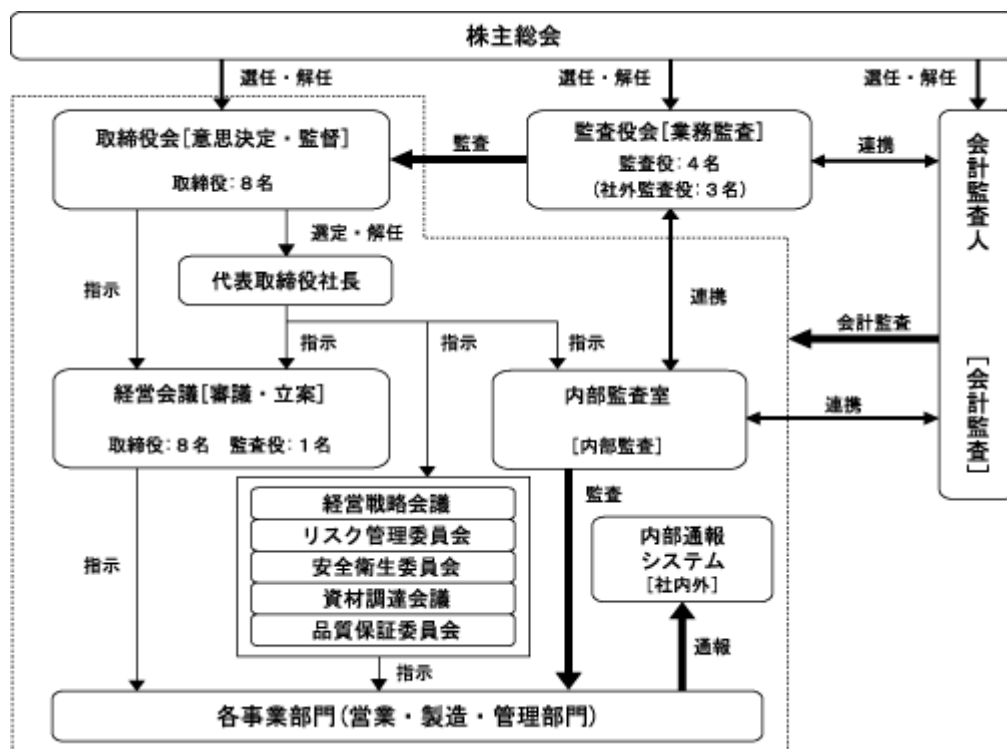 株主総会
選任・解任
選任・解任
選任・解任
取締役会[意思決定・監督]
取締役:8名
監査
監査役会[業務監査]
監査役:4名
(社外監査役:3名)
連携
会計監査人
[会計監査]
選定・解任
代表取締役社長
指示
連携
会計監査
指示
指示
指示
経営会議[審議・立案]
取締役:8名 監査役:1名
内部監査室
[内部監査]
連携
監査
経営戦略会議
リスク管理委員会
安全衛生委員会
資材調達会議
品質保証委員会
内部通報
システム
[社内外]
指示
通報
指示
各事業部門(営業・製造・管理部門)